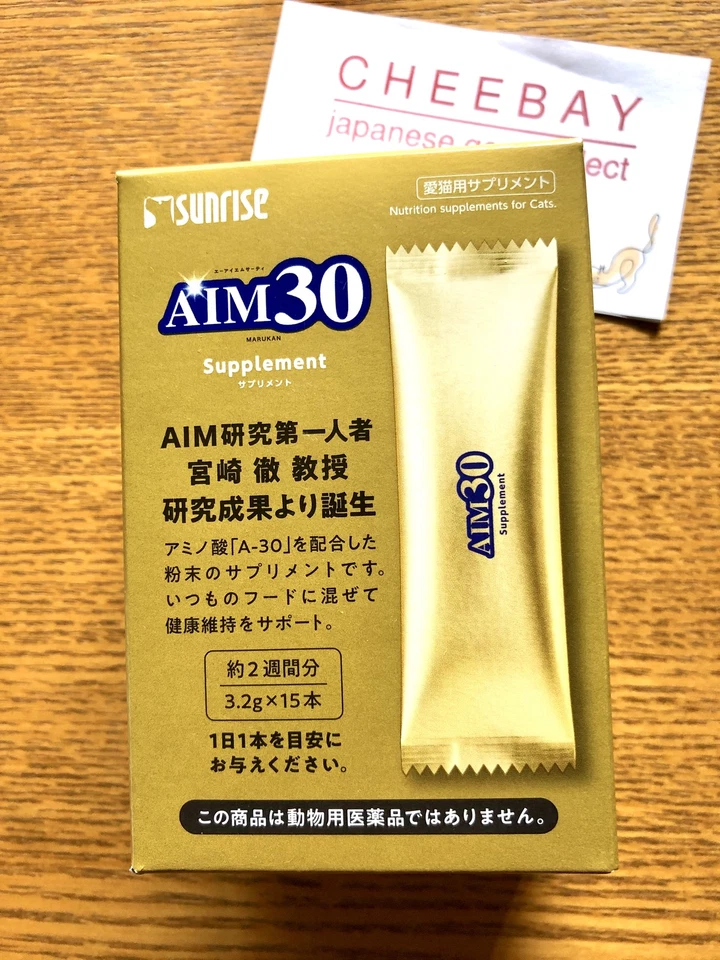 CHEEBAY
japanese
SUNRISE
愛猫用サプリメント
Nutrition supplements for Cats.
エーアイエムサーティ
AIM30
MARUKAN
Supplement
サプリメント
AIM研究第一人者
宮崎 徹 教授
研究成果より誕生
アミノ酸「A-30」を配合した
粉末のサプリメントです。
いつものフードに混ぜて
健康維持をサポート。
約2週間分
3.2g×15本
1日1本を目安に
お与えください。
AIM30
Supplement
この商品は動物用医薬品ではありません。